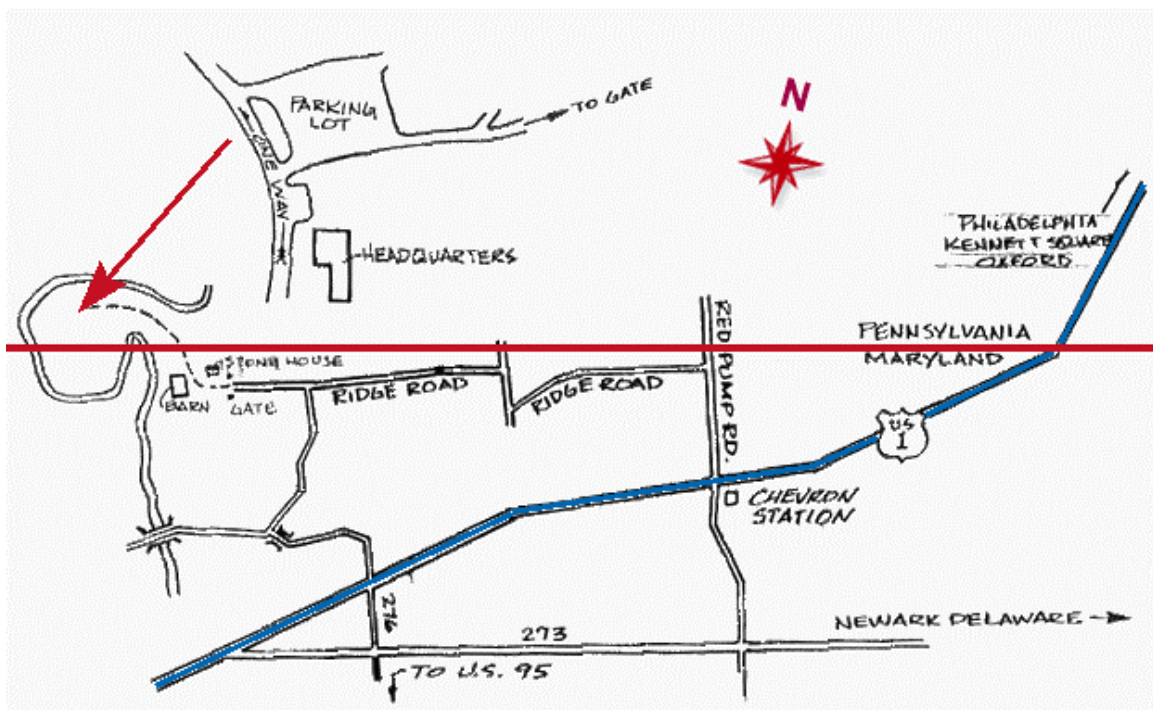 PARKING
LOT
TO GATE
N
ONE WAY
HEADQUARTERS
PHILADELPHIA
KENNETT SQUARE
OXFORD
PENNSYLVANIA
MARYLAND
HOUSE
BARN
GATE
RIDGE ROAD
RIDGE ROAD
RED PUMP RD.
US
1
CHEVRON
STATION
276
273
NEWARK DELAWARE
TO U.S. 95